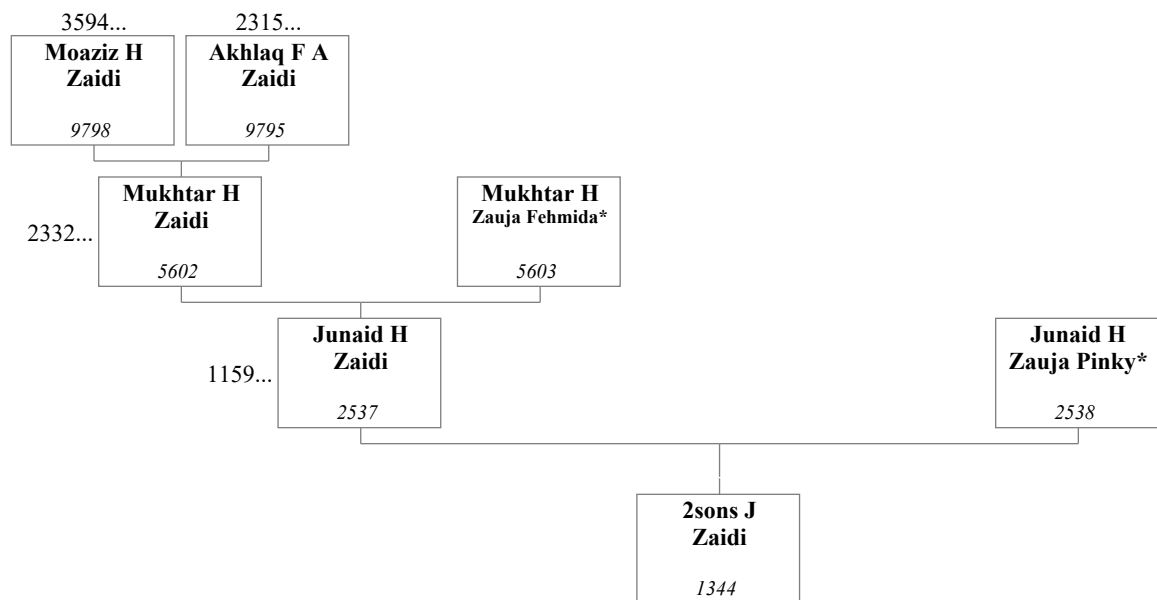 3594...
2315...
Moaziz H
Zaidi
9798
Akhlaq F A
Zaidi
9795
2332...
Mukhtar H
Zaidi
5602
Mukhtar H
Zauja Fehmida*
5603
1159...
Junaid H
Zaidi
2537
Junaid H
Zauja Pinky*
2538
2sons J
Zaidi
1344